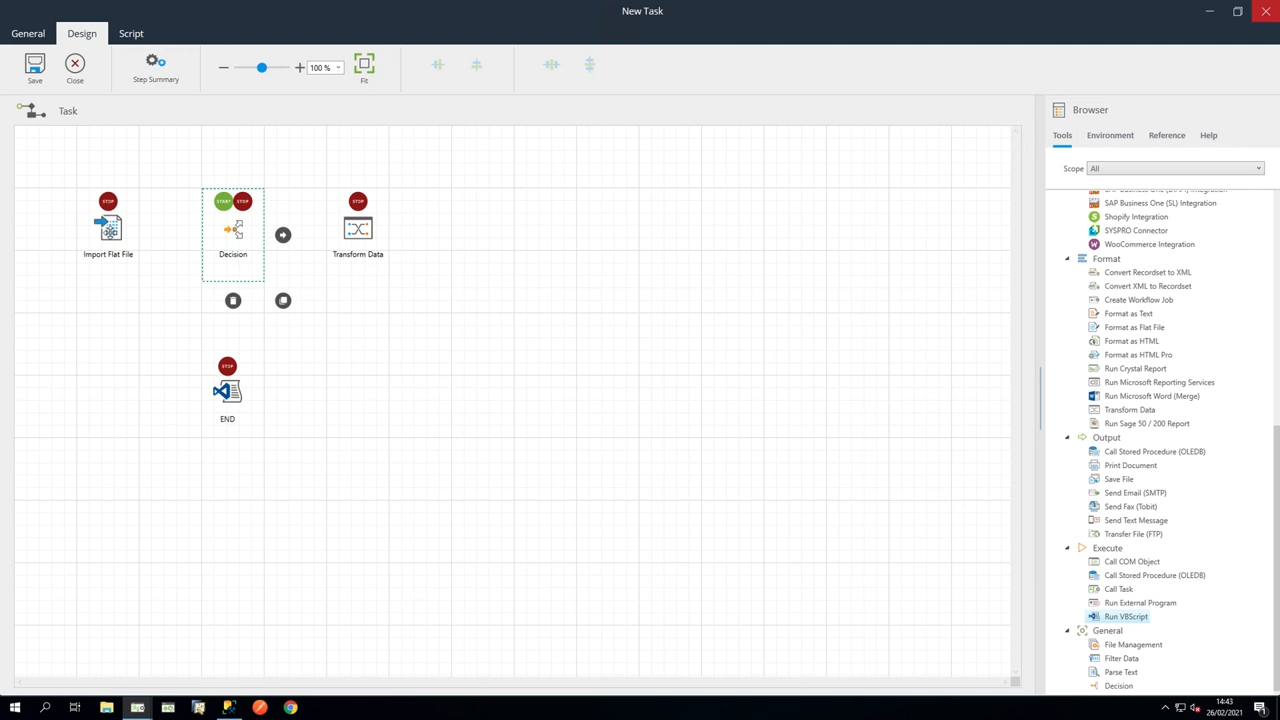 New Task
General
Design
Script
Save
Close
Step Summary
100 %
Fit
Task
STOP
START
STOP
STOP
Import Flat File
Decision
Transform Data
STOP
END
Browser
Tools
Environment
Reference
Help
Scope
All
SAP Business One (SL) Integration
Shopify Integration
SYSPRO Connector
WooCommerce Integration
Format
Convert Recordset to XML
Convert XML to Recordset
Create Workflow Job
Format as Text
Format as Flat File
Format as HTML
Format as HTML Pro
Run Crystal Report
Run Microsoft Reporting Services
Run Microsoft Word (Merge)
Transform Data
Run Sage 50 / 200 Report
Output
Call Stored Procedure (OLEDB)
Print Document
Save File
Send Email (SMTP)
Send Fax (Tobit)
Send Text Message
Transfer File (FTP)
Execute
Call COM Object
Call Stored Procedure (OLEDB)
Call Task
Run External Program
Run VBScript
General
File Management
Filter Data
Parse Text
Decision
14:43
26/02/2021